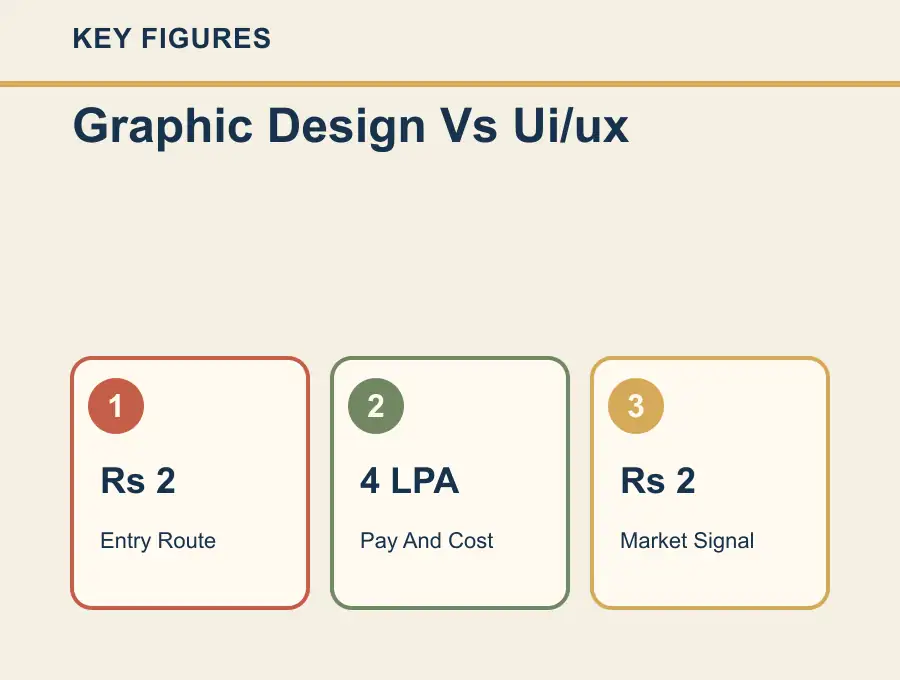 KEY FIGURES
Graphic Design Vs Ui/ux
1
Rs 2
Entry Route
2
4 LPA
Pay And Cost
3
Rs 2
Market Signal